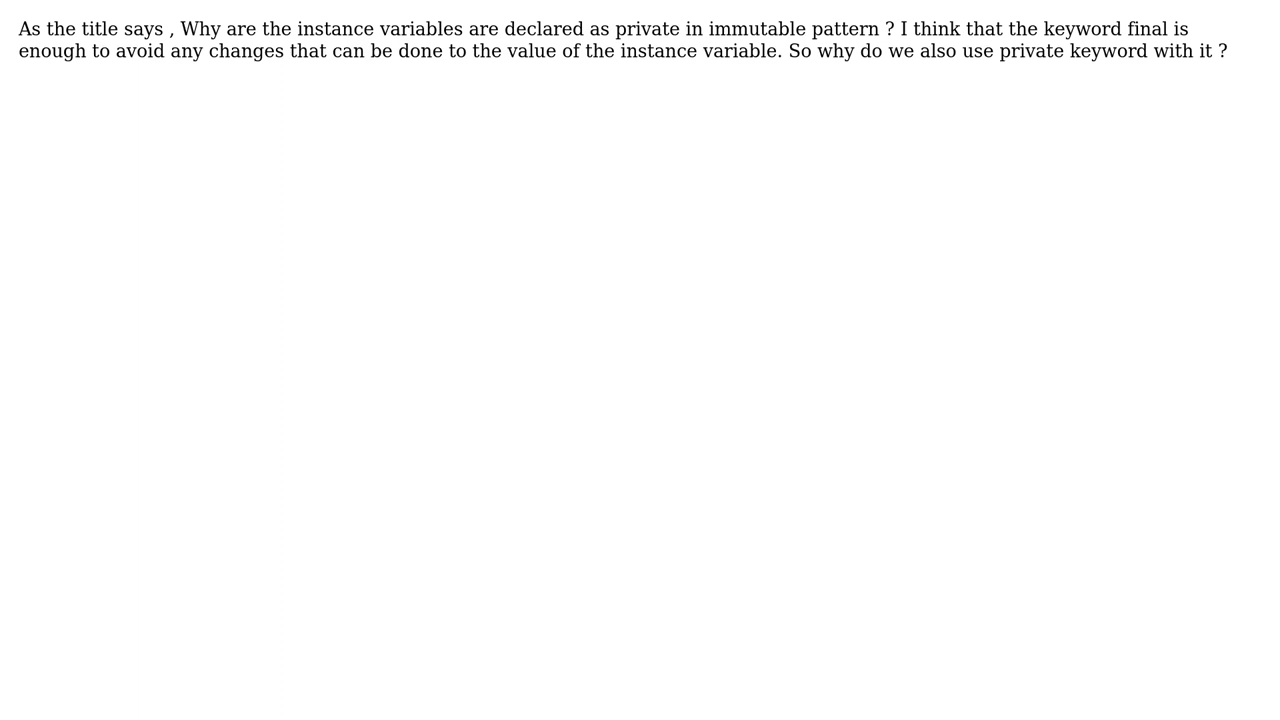 As the title says , Why are the instance variables are declared as private in immutable pattern ? I think that the keyword final is
enough to avoid any changes that can be done to the value of the instance variable. So why do we also use private keyword with it ?